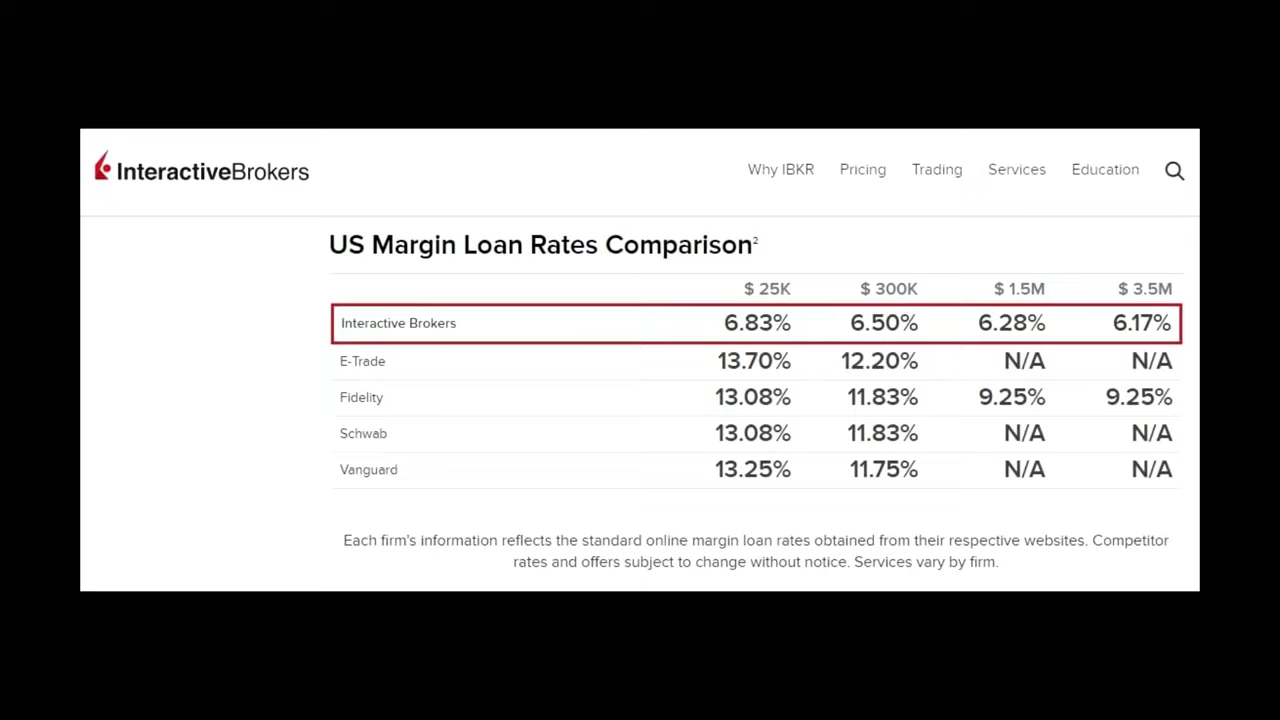 InteractiveBrokers
Why IBKR Pricing Trading Services Education
US Margin Loan Rates Comparison²
$ 25K $ 300K $ 1.5M $ 3.5M
Interactive Brokers 6.83% 6.50% 6.28% 6.17%
E-Trade 13.70% 12.20% N/A N/A
Fidelity 13.08% 11.83% 9.25% 9.25%
Schwab 13.08% 11.83% N/A N/A
Vanguard 13.25% 11.75% N/A N/A
Each firm's information reflects the standard online margin loan rates obtained from their respective websites. Competitor
rates and offers subject to change without notice. Services vary by firm.